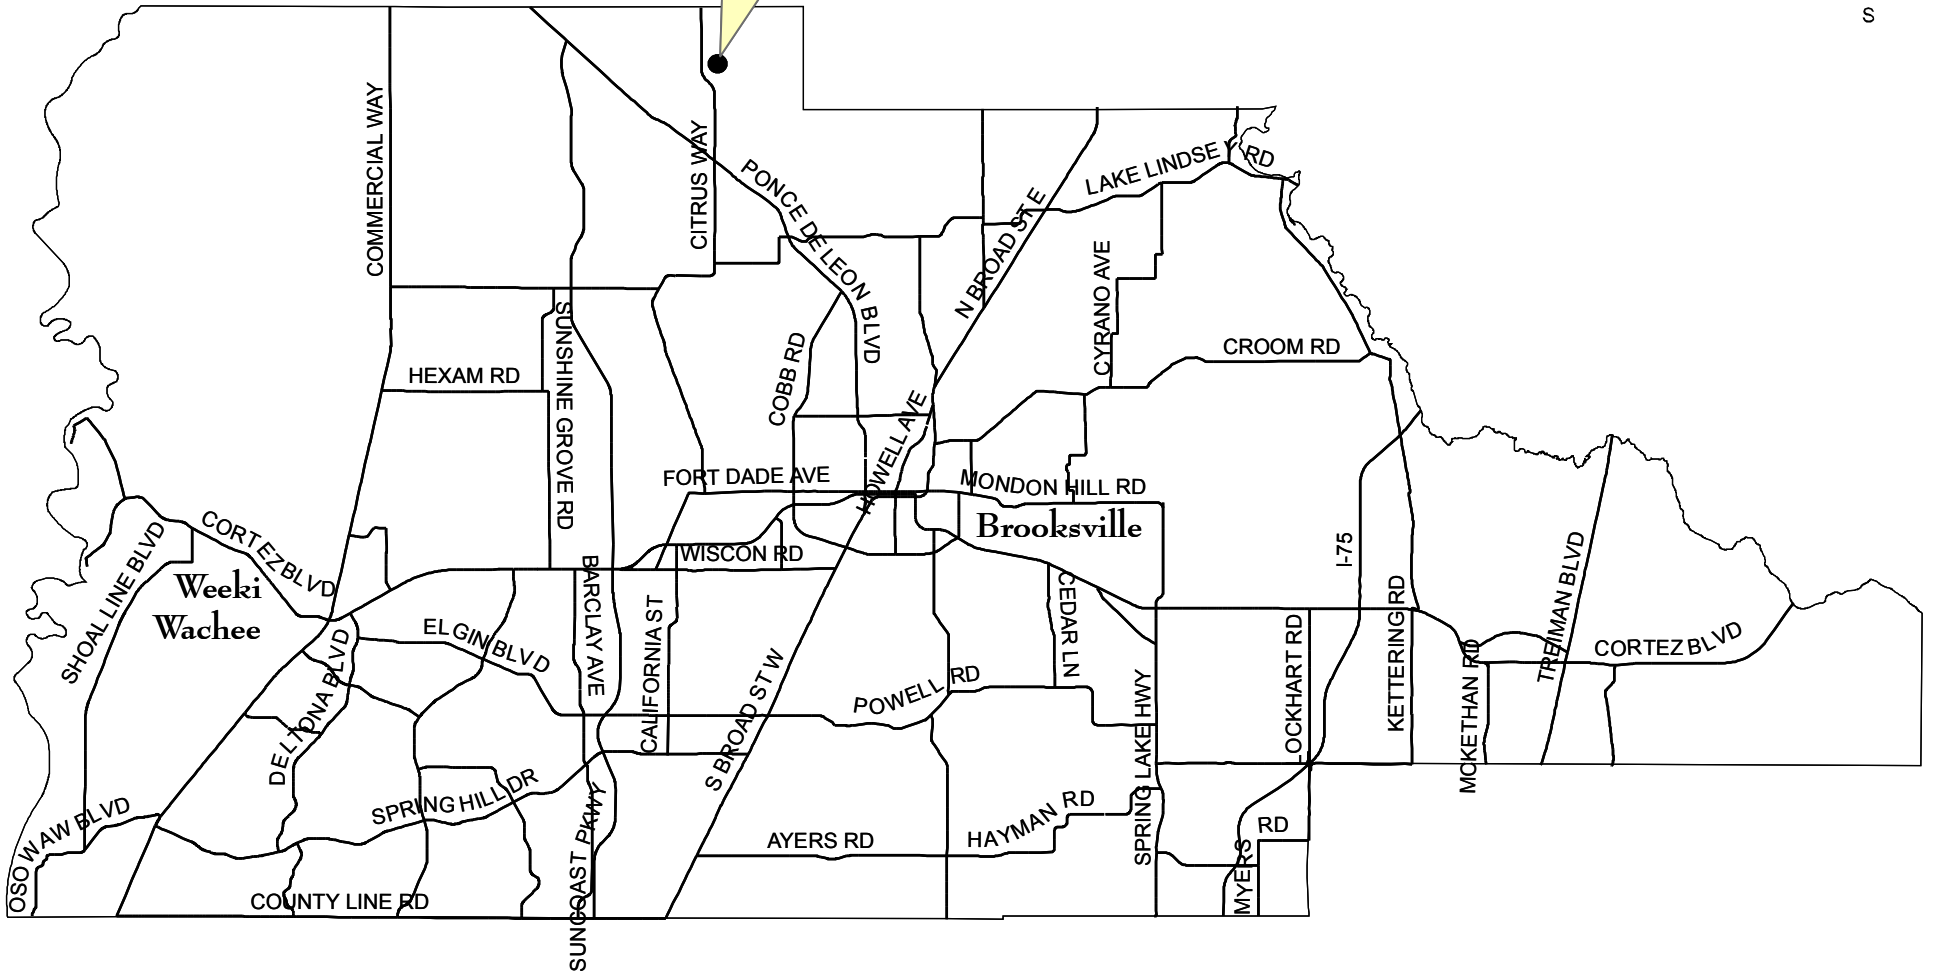 S
COMMERCIAL WAY
CITRUS WAY
PONCE DE LEON BLVD
LAKE LINDSEY RD
N BROAD ST E
CYRANO AVE
CROOM RD
HEXAM RD
SUNSHINE GROVE RD
COBB RD
HOWELL AVE
FORT DADE AVE
MONDON HILL RD
Brooksville
WISCON RD
CORTEZ BLVD
SHOAL LINE BLVD
Weeki
Wachee
I-75
TREIMAN BLVD
BARCLAY AVE
CALIFORNIA ST
CEDAR LN
KETTERING RD
LOCKHART RD
ELGIN BLVD
DELTONA BLVD
CORTEZ BLVD
MCKETHAN RD
S BROAD ST W
POWELL RD
SPRING LAKE HWY
SPRING HILL DR
OSOWAW BLVD
SUNCOAST PKWY
AYERS RD
HAYMAN RD
MYERS RD
COUNTY LINE RD